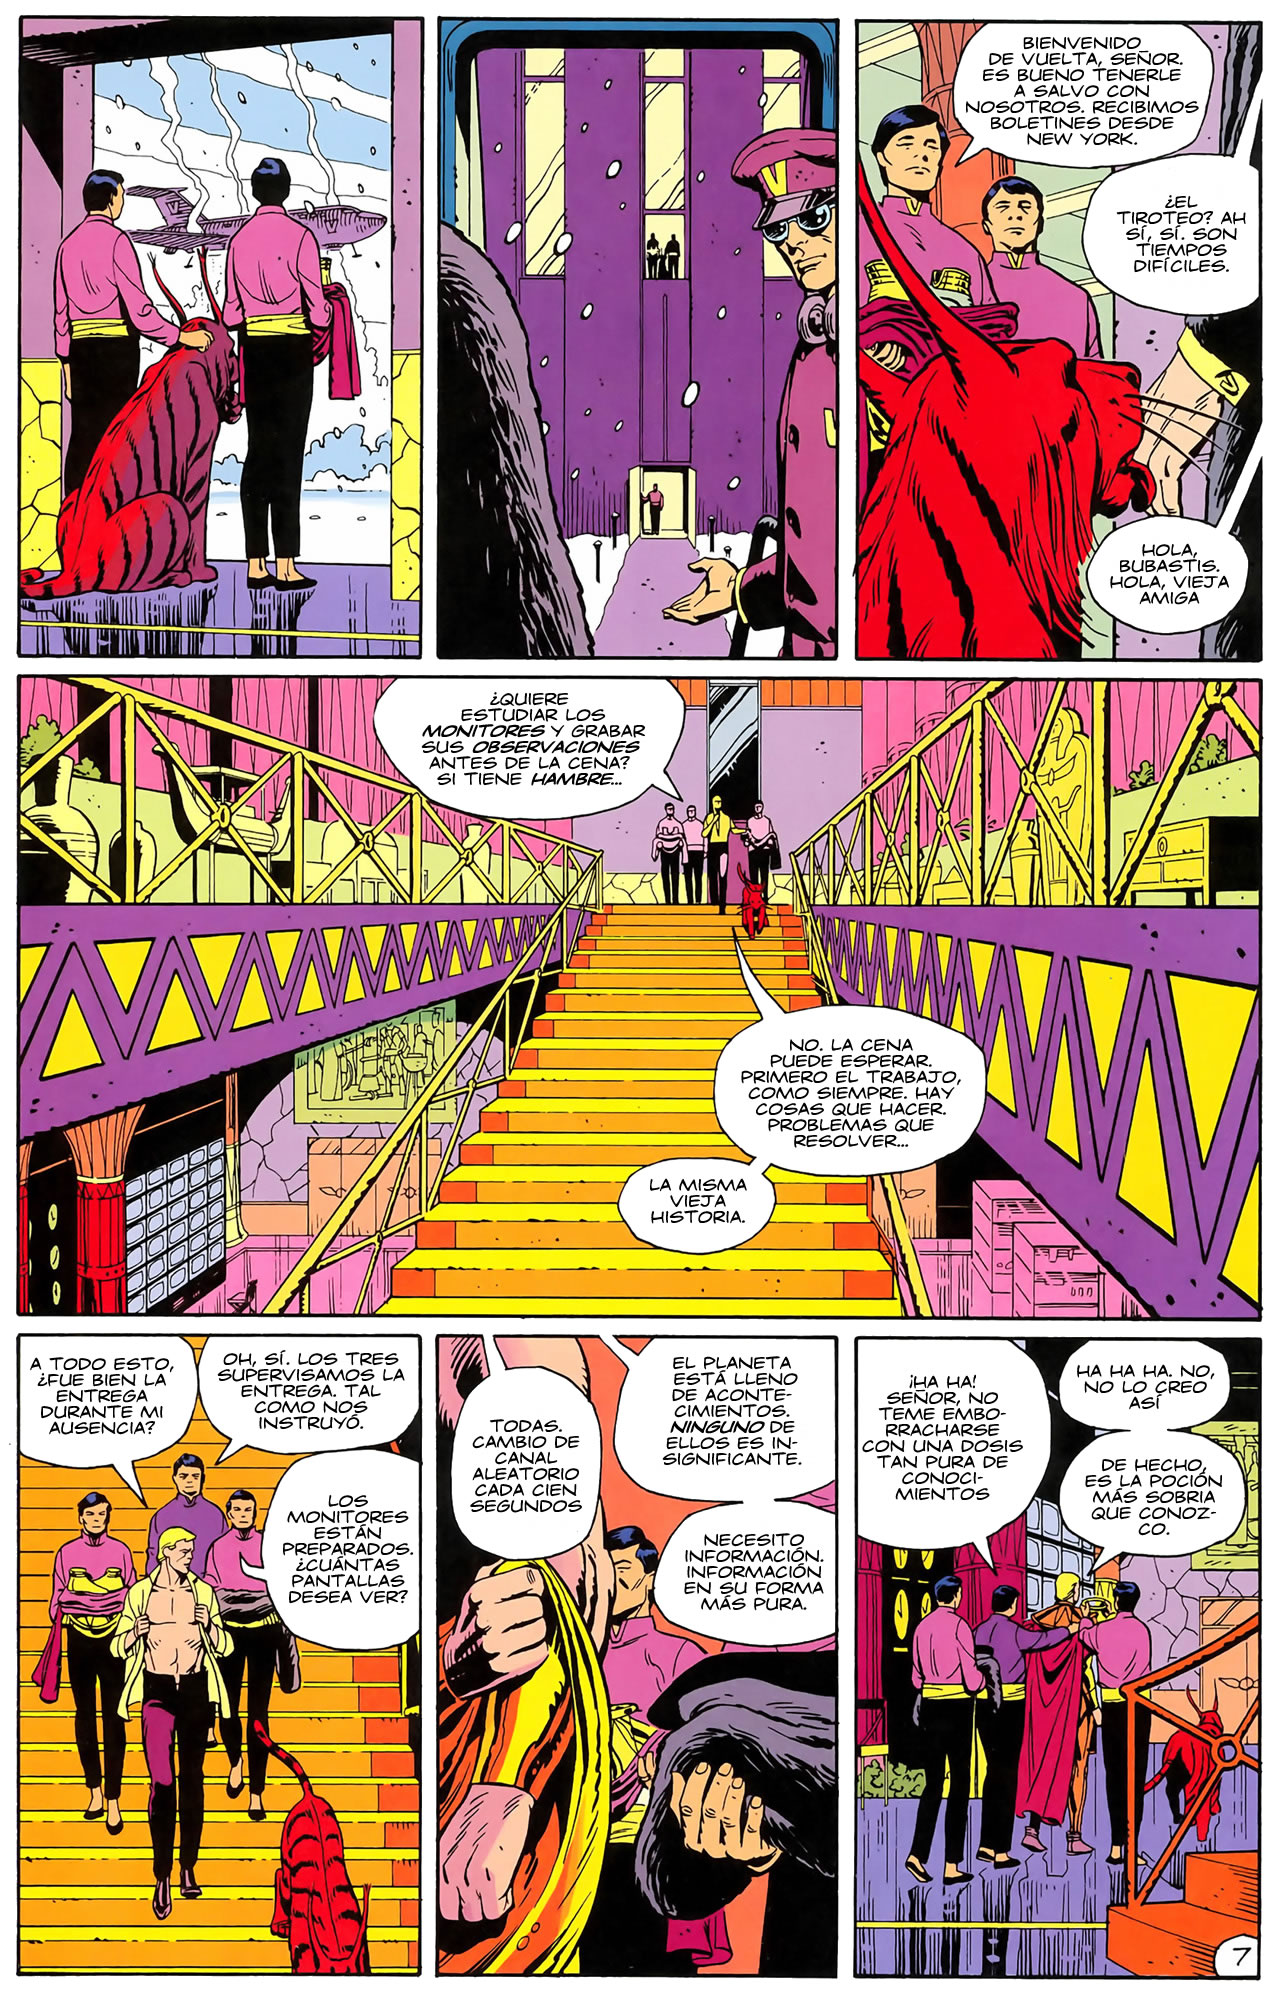 V
V
BIENVENIDO
DE VUELTA, SEÑOR.
ES BUENO TENERLE
A SALVO CON
NOSOTROS. RECIBIMOS
BOLETINES DESDE
NEW YORK.
¿EL
TIROTEO? AH
SÍ, SÍ. SON
TIEMPOS
DIFÍCILES.
HOLA,
BUBASTIS.
HOLA, VIEJA
AMIGA
¿QUIERE
ESTUDIAR LOS
MONITORES Y GRABAR
SUS OBSERVACIONES
ANTES DE LA CENA?
SI TIENE HAMBRE...
NO. LA CENA
PUEDE ESPERAR.
PRIMERO EL TRABAJO,
COMO SIEMPRE. HAY
COSAS QUE HACER.
PROBLEMAS QUE
RESOLVER...
LA MISMA
VIEJA
HISTORIA.
A TODO ESTO,
¿FUE BIEN LA
ENTREGA
DURANTE MI
AUSENCIA?
OH, SÍ. LOS TRES
SUPERVISAMOS LA
ENTREGA. TAL
COMO NOS
INSTRUYÓ.
LOS
MONITORES
ESTÁN
PREPARADOS.
¿CUÁNTAS
PANTALLAS
DESEA VER?
TODAS.
CAMBIO DE
CANAL
ALEATORIO
CADA CIEN
SEGUNDOS
EL PLANETA
ESTÁ LLENO
DE ACONTE-
CIMIENTOS.
NINGUNO DE
ELLOS ES IN-
SIGNIFICANTE.
NECESITO
INFORMACIÓN.
INFORMACIÓN
EN SU FORMA
MÁS PURA.
¡HA HA!
SEÑOR, NO
TEME EMBO-
RRACHARSE
CON UNA DOSIS
TAN PURA DE
CONOCI-
MIENTOS
HA HA HA. NO,
NO LO CREO
ASÍ
DE HECHO,
ES LA POCIÓN
MÁS SOBRIA
QUE CONOZ-
CO.
7